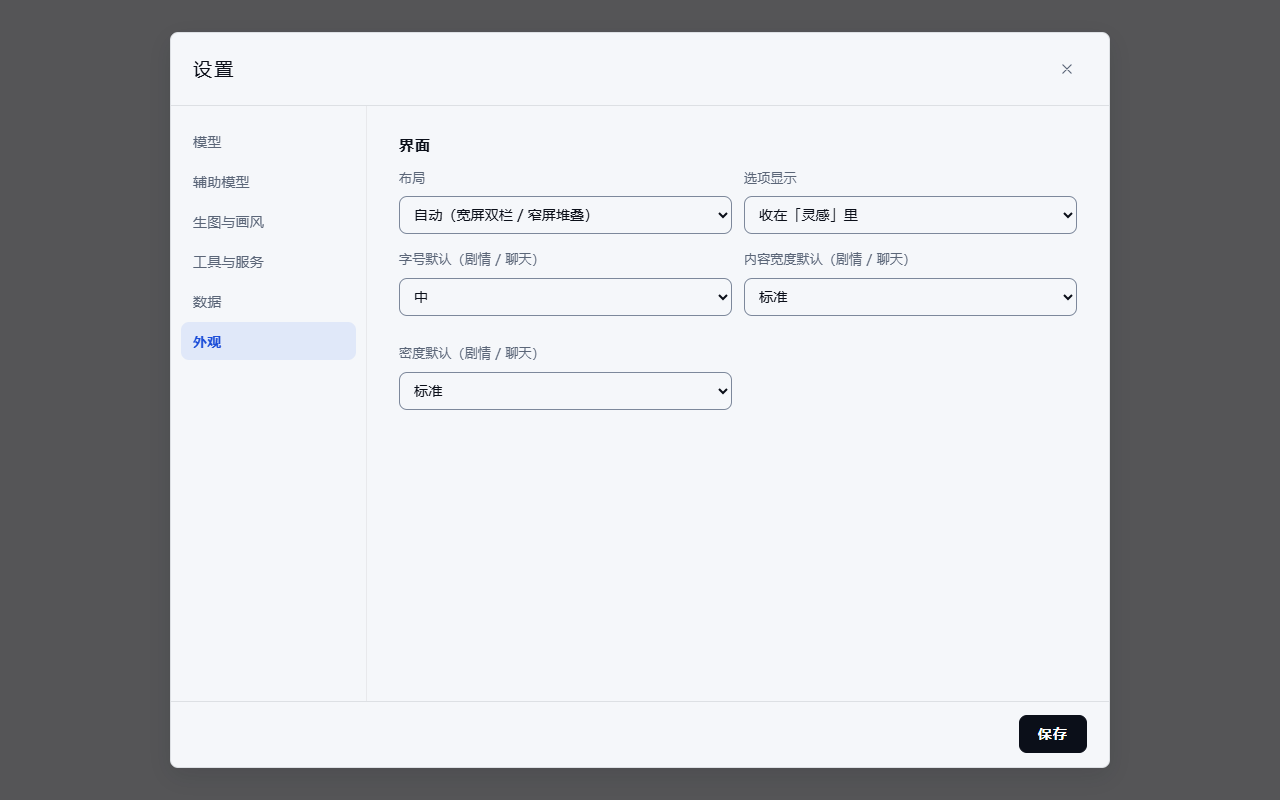 设置
模型
辅助模型
生图与画风
工具与服务
数据
外观
界面
布局
选项显示
自动（宽屏双栏 / 窄屏堆叠）
收在「灵感」里
字号默认（剧情 / 聊天）
内容宽度默认（剧情 / 聊天）
中
标准
密度默认（剧情 / 聊天）
标准
保存